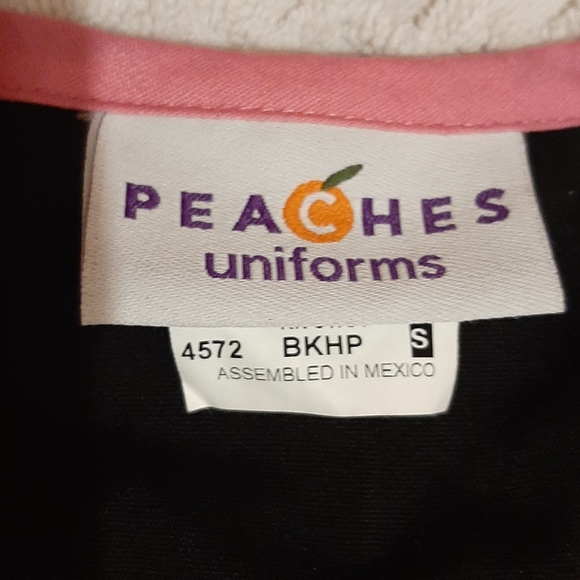 PEACHES
uniforms
4572 BKHP S
ASSEMBLED IN MEXICO